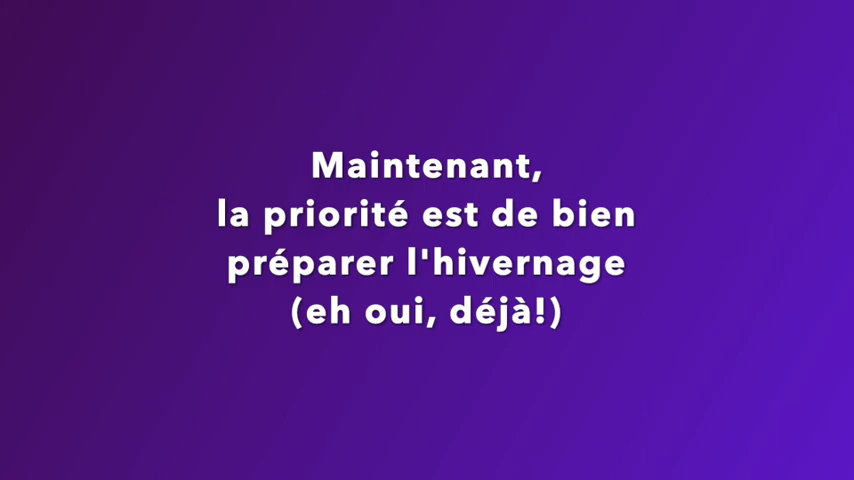 Maintenant,
la priorité est de bien
préparer l'hivernage
(eh oui, déjà!)